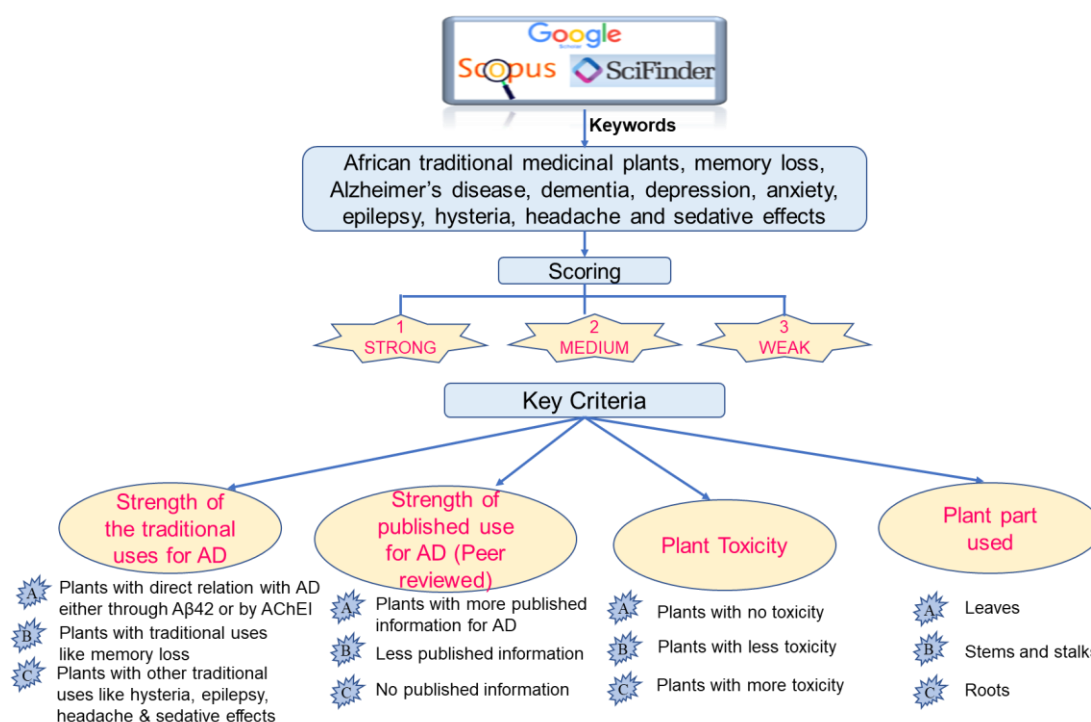 Google
Scholar
Scopus
SciFinder
Keywords
African traditional medicinal plants, memory loss,
Alzheimer's disease, dementia, depression, anxiety,
epilepsy, hysteria, headache and sedative effects
Scoring
1
STRONG
2
MEDIUM
3
WEAK
Key Criteria
Strength of
the traditional
uses for AD
A
Plants with direct relation with AD
either through Aβ42 or by AChEI
B
Plants with traditional uses
like memory loss
C
Plants with other traditional
uses like hysteria, epilepsy,
headache & sedative effects
Strength of
published use
for AD (Peer
reviewed)
A
Plants with more published
information for AD
B
Less published information
C
No published information
Plant Toxicity
A
Plants with no toxicity
B
Plants with less toxicity
C
Plants with more toxicity
Plant part
used
A
Leaves
B
Stems and stalks
C
Roots